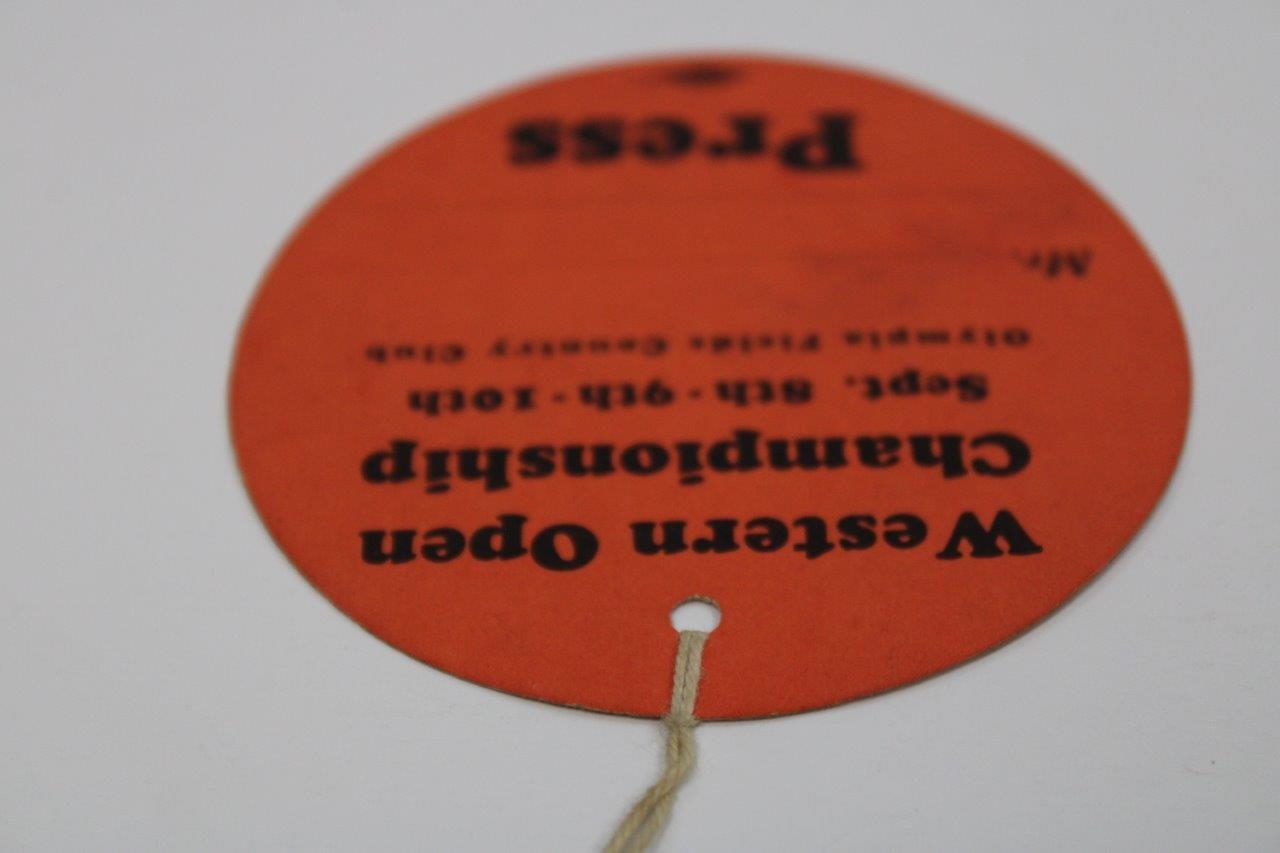 Western Open
Championship
Sept. 8th-9th-10th
Olympia Fields Country Club
Mr.
Press